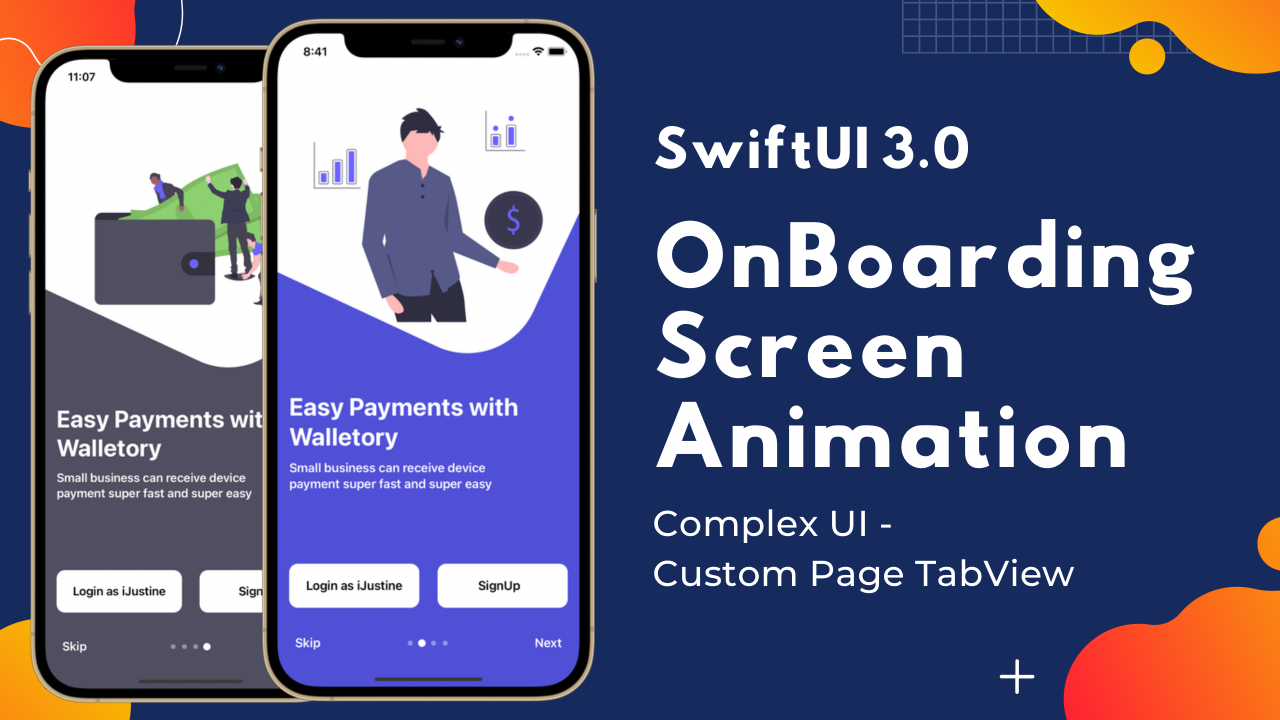 11:07
Easy Payments wit
Walletory
Small business can receive device
payment super fast and super easy
Login as iJustine
Sign
Skip
8:41
$
Easy Payments with
Walletory
Small business can receive device
payment super fast and super easy
Login as iJustine
SignUp
Skip
Next
SwiftUI 3.0
OnBoarding
Screen
Animation
Complex UI -
Custom Page TabView